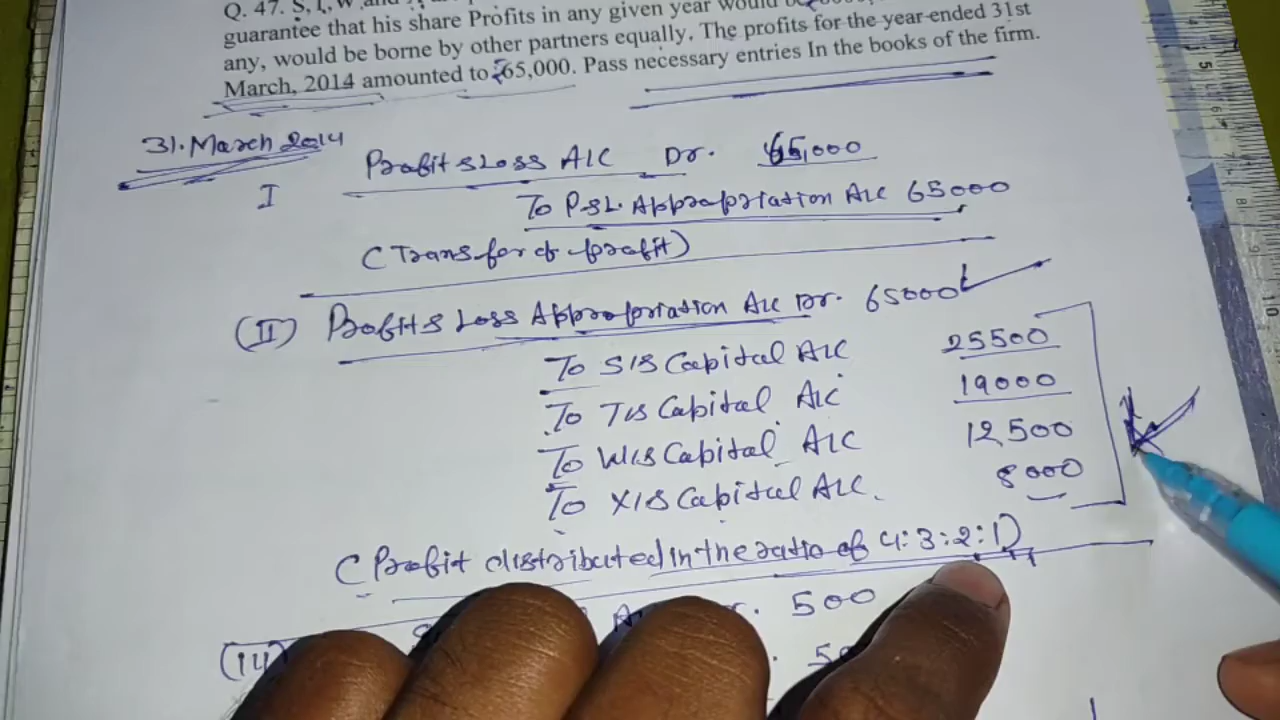 Q. 47. S, T, W and
guarantee that his share Profits in any given year would be
any, would be borne by other partners equally. The profits for the year ended 31st
March, 2014 amounted to ₹65,000. Pass necessary entries In the books of the firm.
31. March 2014
I Profit & Loss A/C Dr. 65,000
To P&L. Appropriation A/c 65000
(Transfer of profit)
(II) Profit & Loss Appropriation A/c Dr. 65000
To S's Capital A/c 25500
To T's Capital A/c 19000
To W's Capital A/c 12,500
To X's Capital A/c. 8000
(Profit distributed in the ratio of 4:3:2:1)
500
(III)